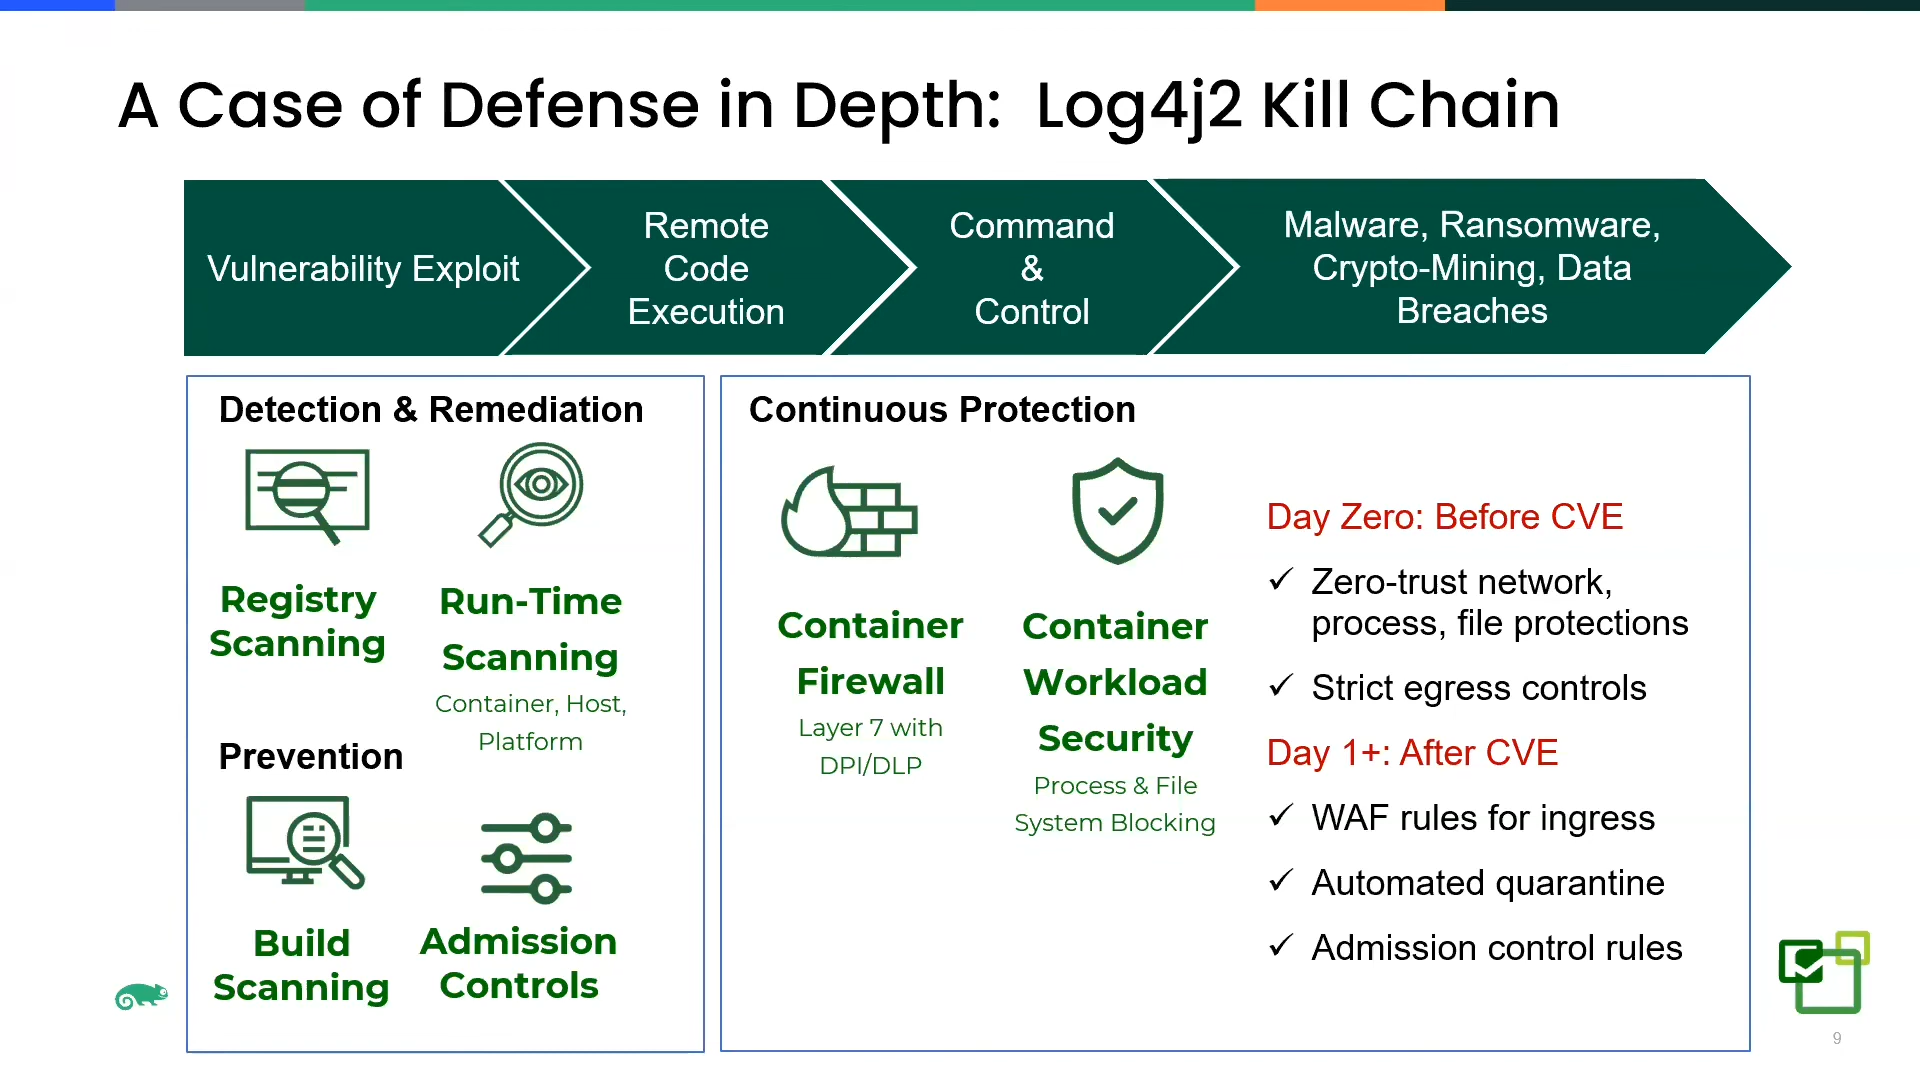 A Case of Defense in Depth: Log4j2 Kill Chain
Vulnerability Exploit
Remote
Code
Execution
Command
&
Control
Malware, Ransomware,
Crypto-Mining, Data
Breaches
Detection & Remediation
Registry
Scanning
Run-Time
Scanning
Container, Host,
Platform
Prevention
Build
Scanning
Admission
Controls
Continuous Protection
Container
Firewall
Layer 7 with
DPI/DLP
Container
Workload
Security
Process & File
System Blocking
Day Zero: Before CVE
✓ Zero-trust network,
process, file protections
✓ Strict egress controls
Day 1+: After CVE
✓ WAF rules for ingress
✓ Automated quarantine
✓ Admission control rules
9